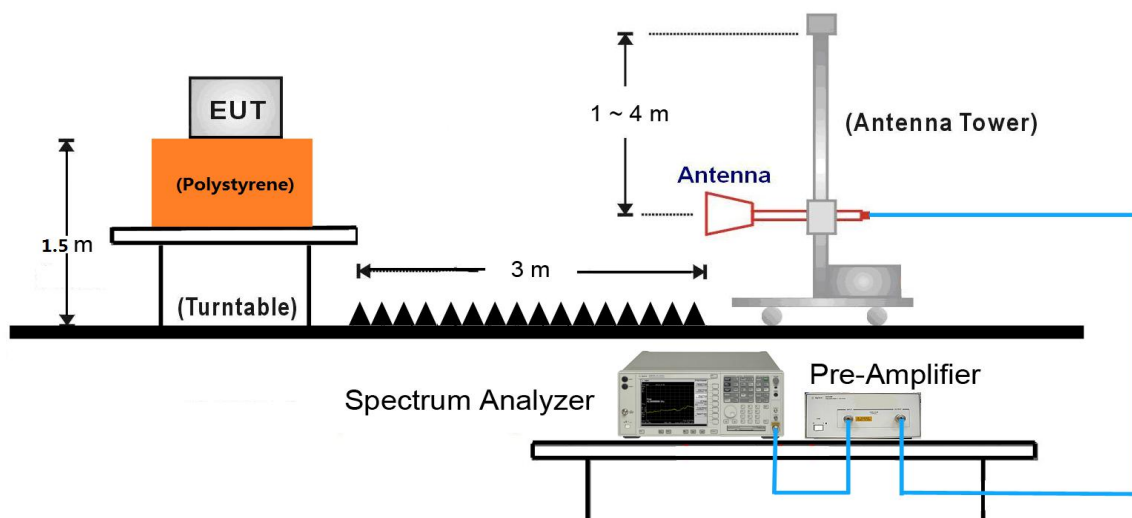 EUT
(Polystyrene)
1.5 m
(Turntable)
3 m
1 ~ 4 m
(Antenna Tower)
Antenna
Spectrum Analyzer
Pre-Amplifier